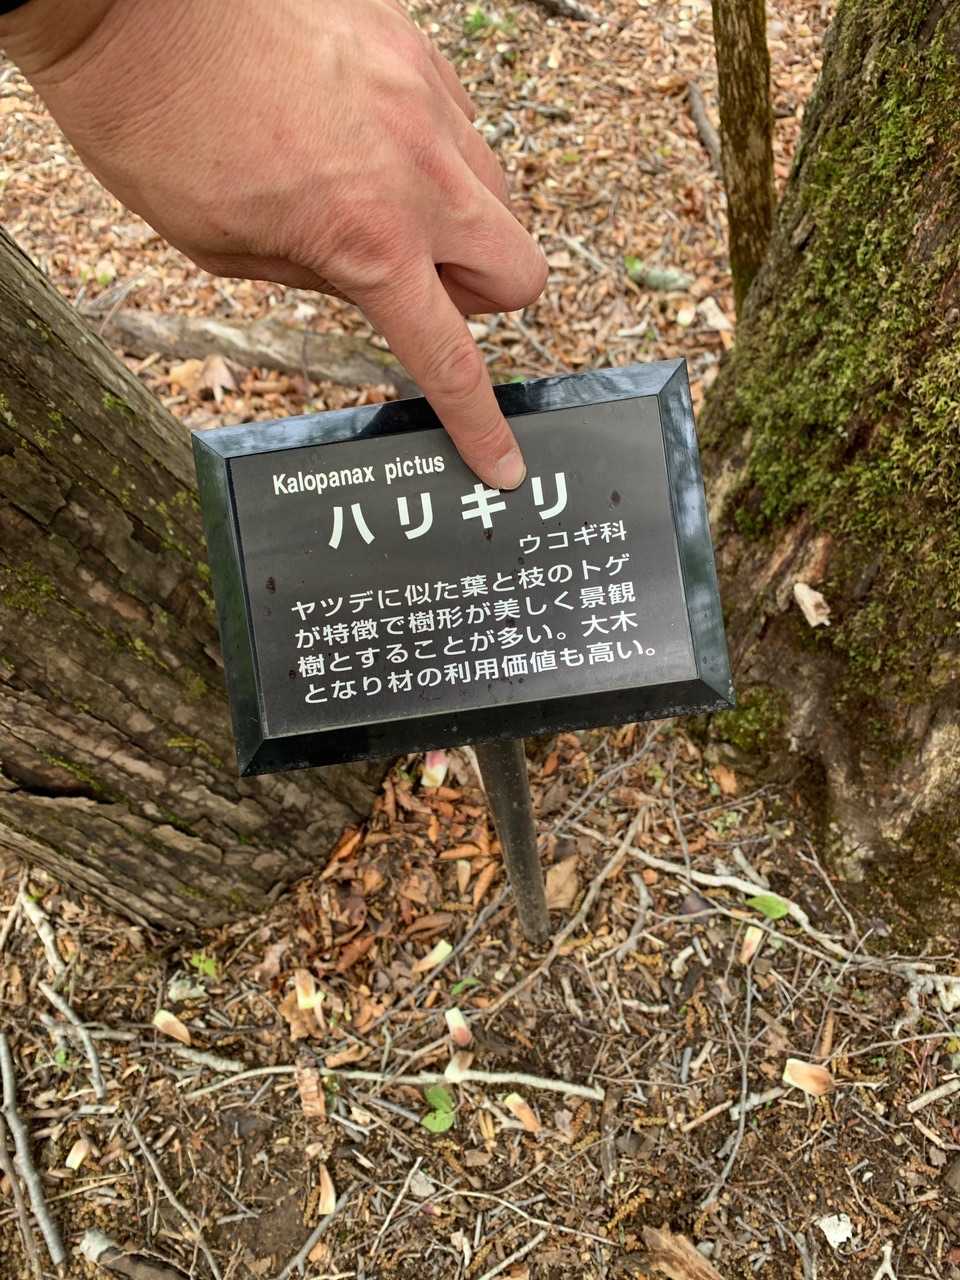 Kalopanax pictus
ハリキリ
ウコギ科
ヤツデに似た葉と枝のトゲ
が特徴で樹形が美しく景観
樹とすることが多い。大木
となり材の利用価値も高い。